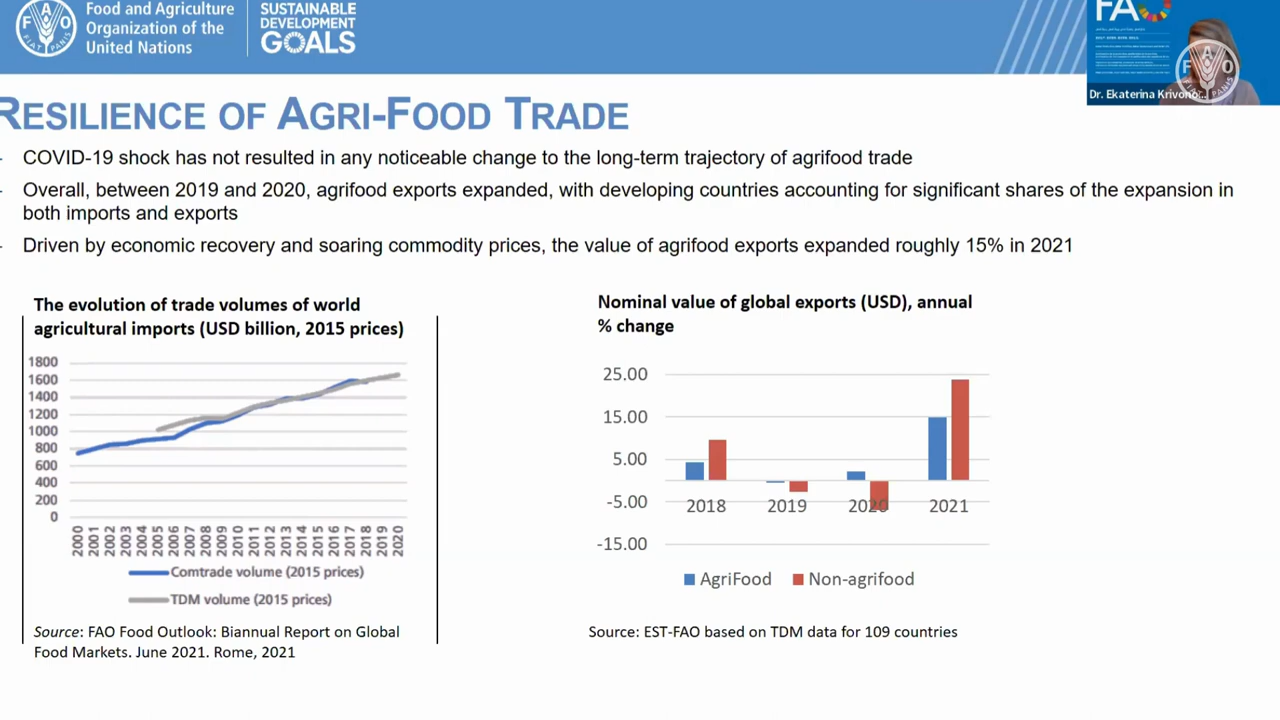 Food and Agriculture
Organization of the
United Nations
FAO
FIAT PANIS
SUSTAINABLE
DEVELOPMENT
GOALS
FAO
FAO
FIAT PANIS
Dr. Ekaterina
RESILIENCE OF AGRI-FOOD TRADE
- COVID-19 shock has not resulted in any noticeable change to the long-term trajectory of agrifood trade
- Overall, between 2019 and 2020, agrifood exports expanded, with developing countries accounting for significant shares of the expansion in
both imports and exports
- Driven by economic recovery and soaring commodity prices, the value of agrifood exports expanded roughly 15% in 2021
The evolution of trade volumes of world
agricultural imports (USD billion, 2015 prices)
1800
1600
1400
1200
1000
800
600
400
200
0
2000 2001 2002 2003 2004 2005 2006 2007 2008 2009 2010 2011 2012 2013 2014 2015 2016 2017 2018 2019 2020
Comtrade volume (2015 prices)
TDM volume (2015 prices)
Source: FAO Food Outlook: Biannual Report on Global
Food Markets. June 2021. Rome, 2021
Nominal value of global exports (USD), annual
% change
25.00
15.00
5.00
-5.00
-15.00
2018 2019 2020 2021
AgriFood Non-agrifood
Source: EST-FAO based on TDM data for 109 countries